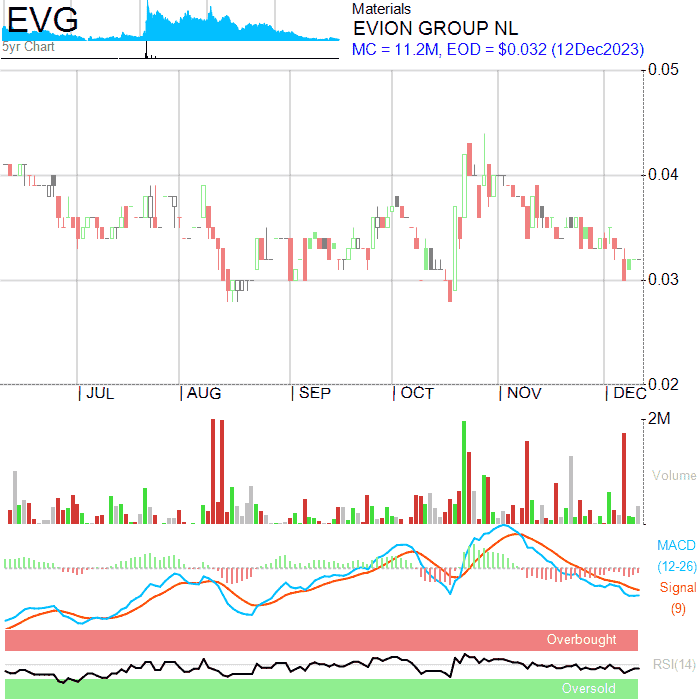 EVG
5yr Chart
Materials
EVION GROUP NL
MC = 11.2M, EOD = $0.032 (12Dec2023)
0.05
0.04
0.03
0.02
JUL AUG SEP OCT NOV DEC
2M
Volume
MACD
(12-26)
Signal
(9)
Overbought
RSI(14)
Oversold